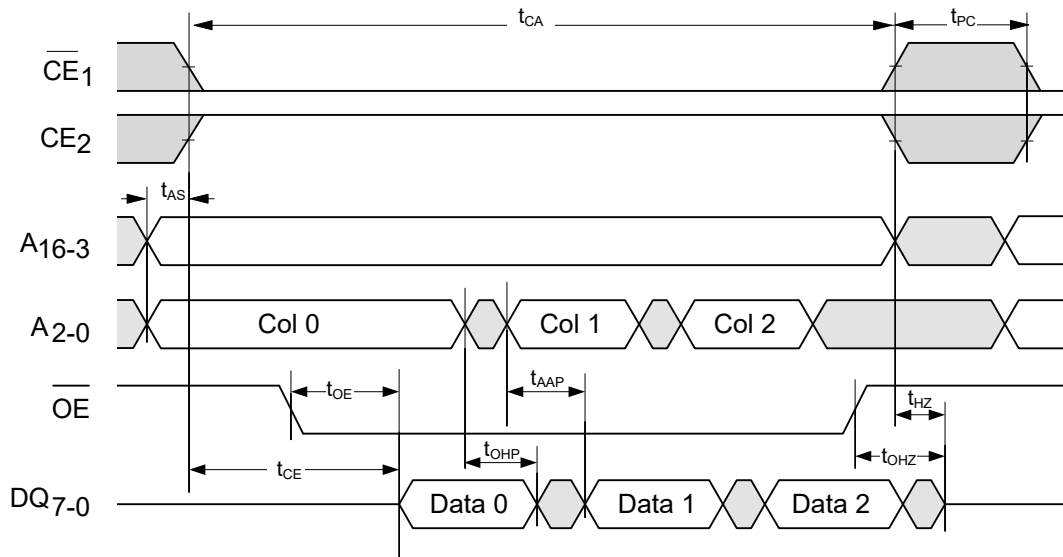 tCA
tPC
CE1
CE2
tAS
A16-3
A2-0
Col 0
Col 1
Col 2
OE
tOE
tAAP
tHZ
tOHP
tOHZ
tCE
DQ7-0
Data 0
Data 1
Data 2